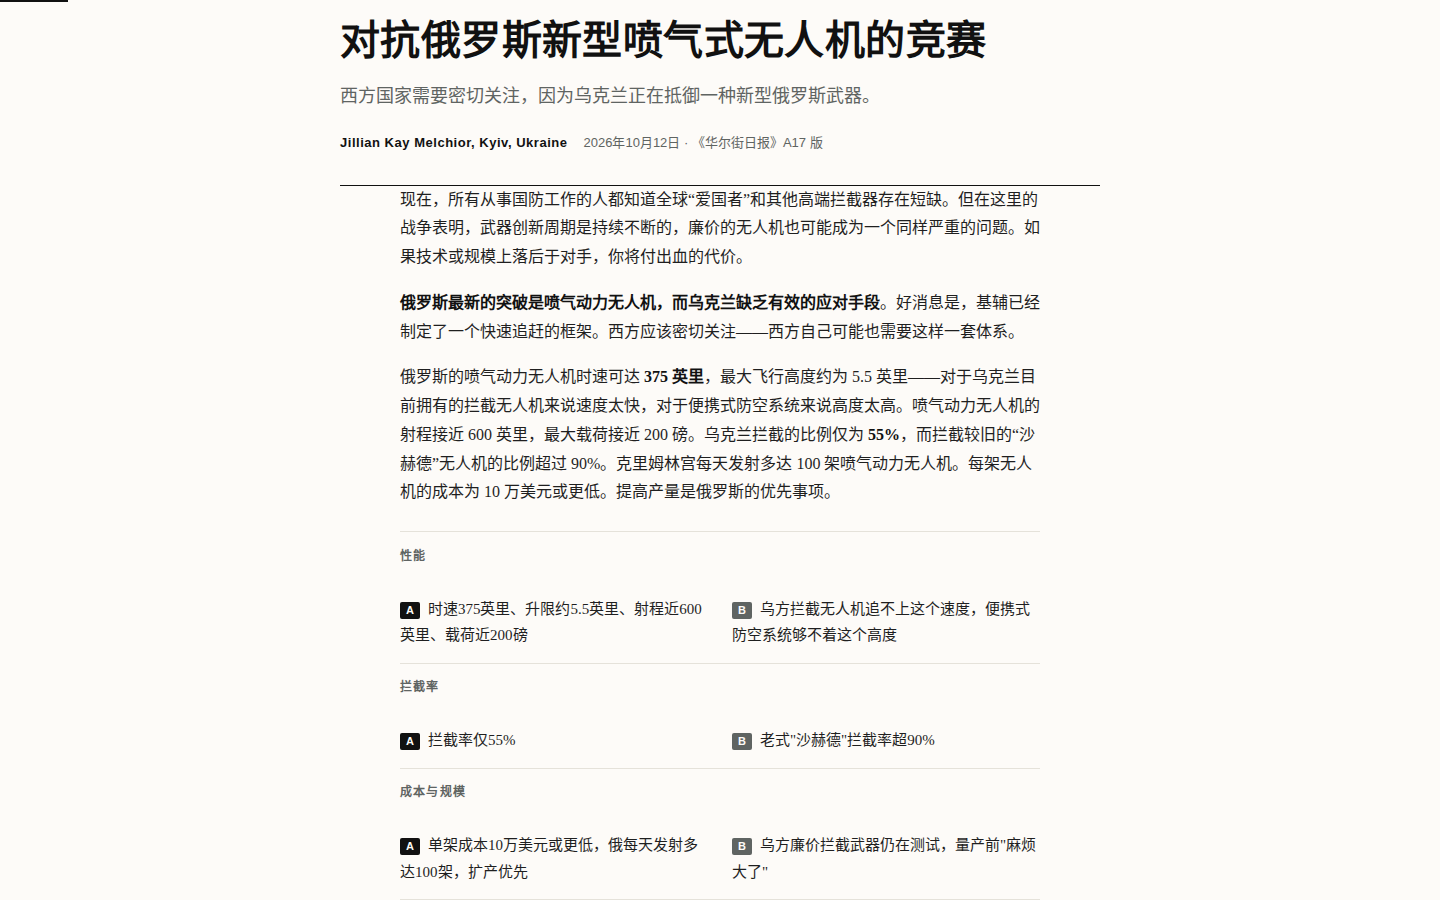 对抗俄罗斯新型喷气式无人机的竞赛
西方国家需要密切关注，因为乌克兰正在抵御一种新型俄罗斯武器。
Jillian Kay Melchior, Kyiv, Ukraine 2026年10月12日 · 《华尔街日报》A17 版
现在，所有从事国防工作的人都知道全球“爱国者”和其他高端拦截器存在短缺。但在这里的
战争表明，武器创新周期是持续不断的，廉价的无人机也可能成为一个同样严重的问题。如
果技术或规模上落后于对手，你将付出血的代价。
俄罗斯最新的突破是喷气动力无人机，而乌克兰缺乏有效的应对手段。好消息是，基辅已经
制定了一个快速追赶的框架。西方应该密切关注——西方自己可能也需要这样一套体系。
俄罗斯的喷气动力无人机时速可达 375 英里，最大飞行高度约为 5.5 英里——对于乌克兰目
前拥有的拦截无人机来说速度太快，对于便携式防空系统来说高度太高。喷气动力无人机的
射程接近 600 英里，最大载荷接近 200 磅。乌克兰拦截的比例仅为 55%，而拦截较旧的“沙
赫德”无人机的比例超过 90%。克里姆林宫每天发射多达 100 架喷气动力无人机。每架无人
机的成本为 10 万美元或更低。提高产量是俄罗斯的优先事项。
性能
A 时速375英里、升限约5.5英里、射程近600
英里、载荷近200磅
B 乌方拦截无人机追不上这个速度，便携式
防空系统够不着这个高度
拦截率
A 拦截率仅55%
B 老式"沙赫德"拦截率超90%
成本与规模
A 单架成本10万美元或更低，俄每天发射多
达100架，扩产优先
B 乌方廉价拦截武器仍在测试，量产前"麻烦
大了"